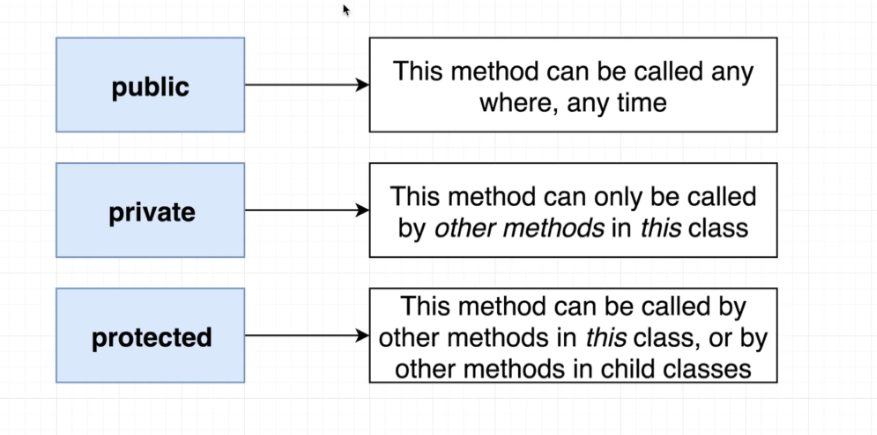 public
This method can be called any
where, any time
private
This method can only be called
by other methods in this class
protected
This method can be called by
other methods in this class, or by
other methods in child classes